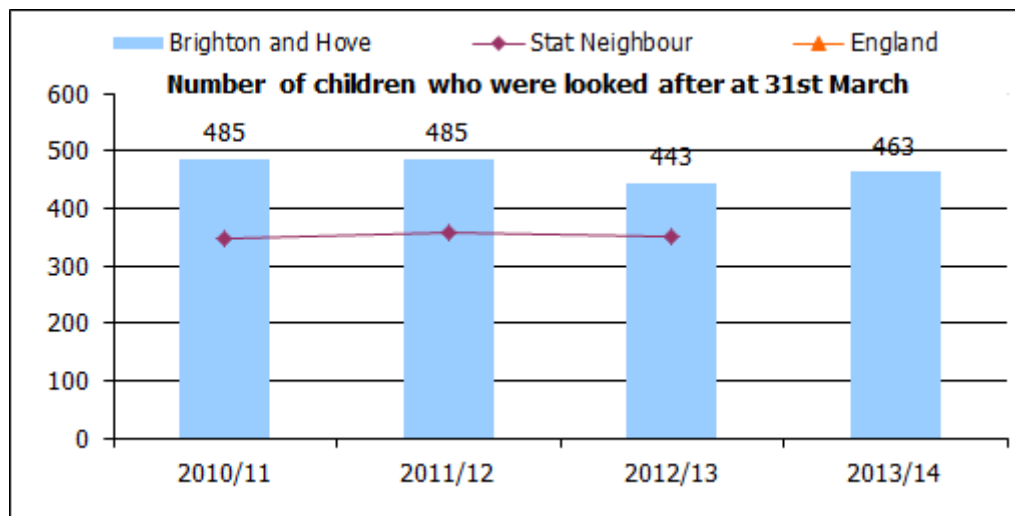 Brighton and Hove Stat Neighbour England
Number of children who were looked after at 31st March
600
500
400
300
200
100
0
485 485 443 463
2010/11 2011/12 2012/13 2013/14